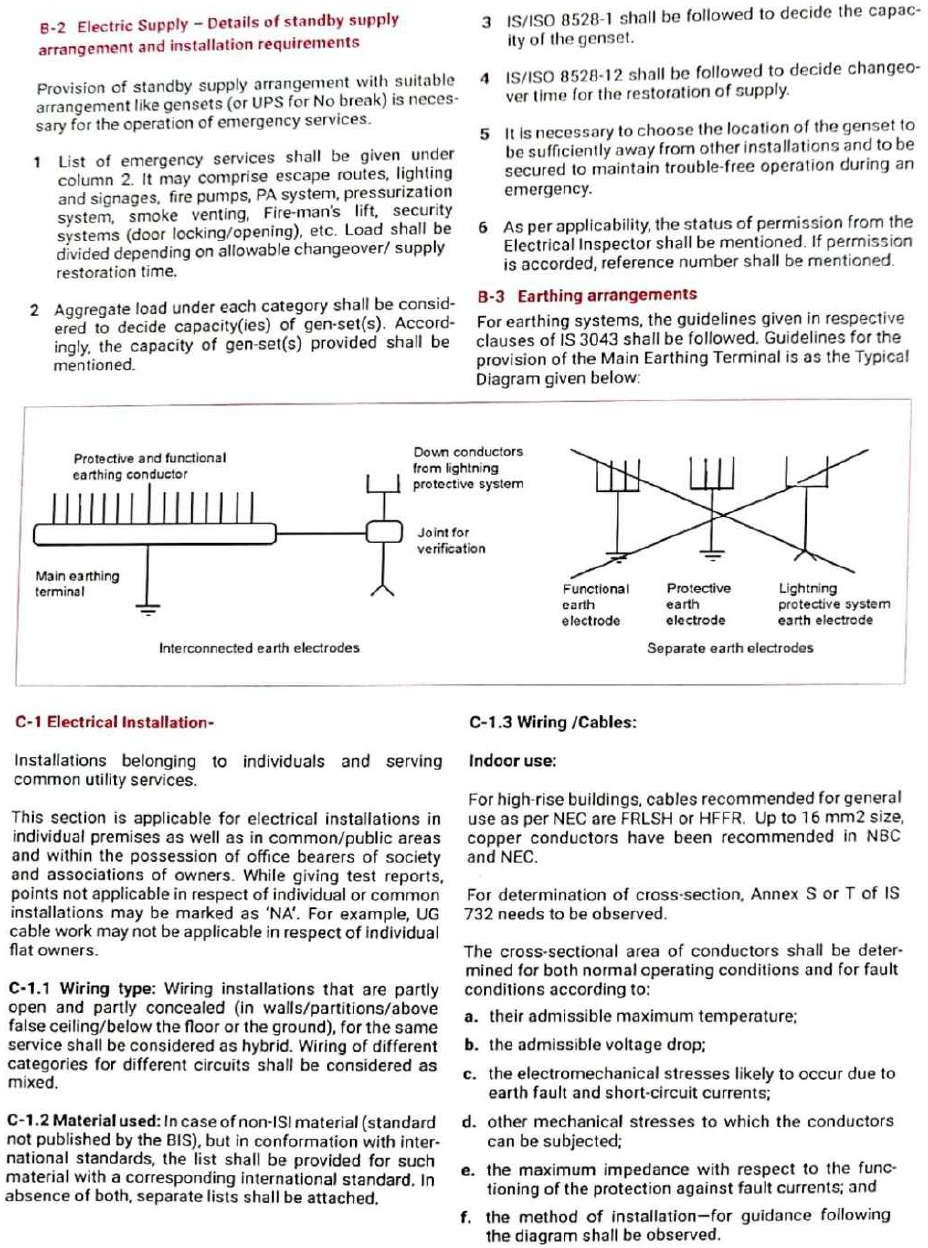 B-2 Electric Supply – Details of standby supply
arrangement and installation requirements
Provision of standby supply arrangement with suitable
arrangement like gensets (or UPS for No break) is neces-
sary for the operation of emergency services.
1 List of emergency services shall be given under
column 2. It may comprise escape routes, lighting
and signages, fire pumps, PA system, pressurization
system, smoke venting, Fire-man's lift, security
systems (door locking/opening), etc. Load shall be
divided depending on allowable changeover/ supply
restoration time.
2 Aggregate load under each category shall be consid-
ered to decide capacity(ies) of gen-set(s). Accord-
ingly, the capacity of gen-set(s) provided shall be
mentioned.
3 IS/ISO 8528-1 shall be followed to decide the capac-
ity of the genset.
4 IS/ISO 8528-12 shall be followed to decide changeo-
ver time for the restoration of supply.
5 It is necessary to choose the location of the genset to
be sufficiently away from other installations and to be
secured to maintain trouble-free operation during an
emergency.
6 As per applicability, the status of permission from the
Electrical Inspector shall be mentioned. If permission
is accorded, reference number shall be mentioned.
B-3 Earthing arrangements
For earthing systems, the guidelines given in respective
clauses of IS 3043 shall be followed. Guidelines for the
provision of the Main Earthing Terminal is as the Typical
Diagram given below:
Protective and functional
earthing conductor
Main earthing
terminal
Down conductors
from lightning
protective system
Joint for
verification
Interconnected earth electrodes
Functional
earth
electrode
Protective
earth
electrode
Lightning
protective system
earth electrode
Separate earth electrodes
C-1 Electrical Installation-
Installations belonging to individuals and serving
common utility services.
This section is applicable for electrical installations in
individual premises as well as in common/public areas
and within the possession of office bearers of society
and associations of owners. While giving test reports,
points not applicable in respect of individual or common
installations may be marked as 'NA'. For example, UG
cable work may not be applicable in respect of individual
flat owners.
C-1.1 Wiring type: Wiring installations that are partly
open and partly concealed (in walls/partitions/above
false ceiling/below the floor or the ground), for the same
service shall be considered as hybrid. Wiring of different
categories for different circuits shall be considered as
mixed.
C-1.2 Material used: In case of non-ISI material (standard
not published by the BIS), but in conformation with inter-
national standards, the list shall be provided for such
material with a corresponding international standard. In
absence of both, separate lists shall be attached.
C-1.3 Wiring /Cables:
Indoor use:
For high-rise buildings, cables recommended for general
use as per NEC are FRLSH or HFFR. Up to 16 mm2 size,
copper conductors have been recommended in NBC
and NEC.
For determination of cross-section, Annex S or T of IS
732 needs to be observed.
The cross-sectional area of conductors shall be deter-
mined for both normal operating conditions and for fault
conditions according to:
a. their admissible maximum temperature;
b. the admissible voltage drop;
c. the electromechanical stresses likely to occur due to
earth fault and short-circuit currents;
d. other mechanical stresses to which the conductors
can be subjected;
e. the maximum impedance with respect to the func-
tioning of the protection against fault currents; and
f. the method of installation—for guidance following
the diagram shall be observed.